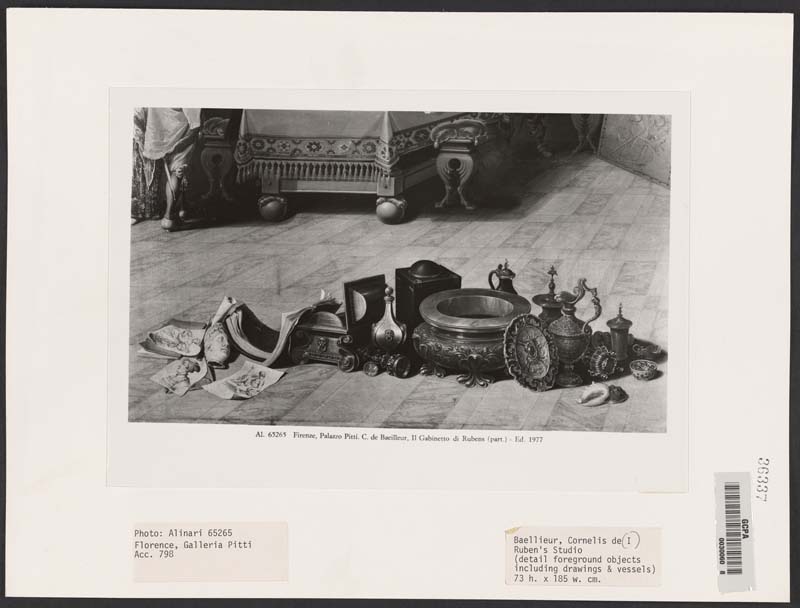 Al. 65265 Firenze, Palazzo Pitti. C. de Baeilleur, Il Gabinetto di Rubens (part.) - Ed. 1977
36337
Photo: Alinari 65265
Florence, Galleria Pitti
Acc. 798
Baellieur, Cornelis de (I)
Ruben's Studio
(detail foreground objects
including drawings & vessels)
73 h. x 185 w. cm.
GCPA
0030060 8